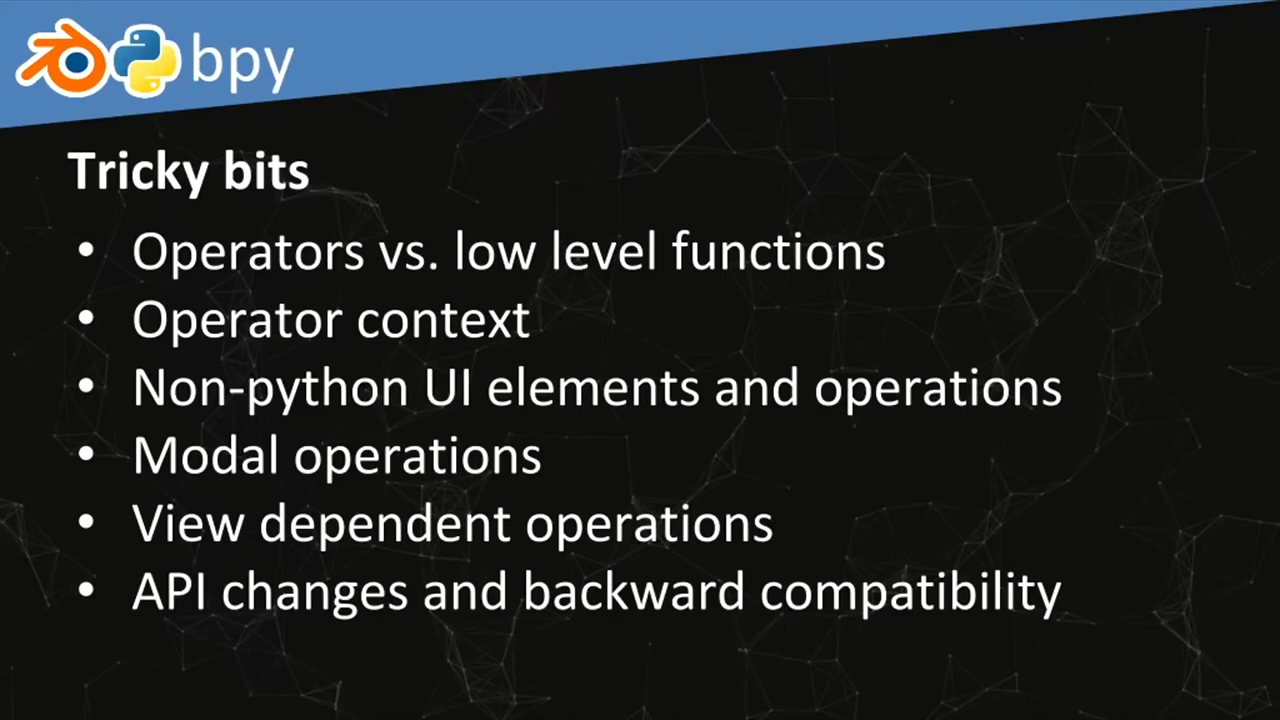 bpy
Tricky bits
• Operators vs. low level functions
• Operator context
• Non-python UI elements and operations
• Modal operations
• View dependent operations
• API changes and backward compatibility